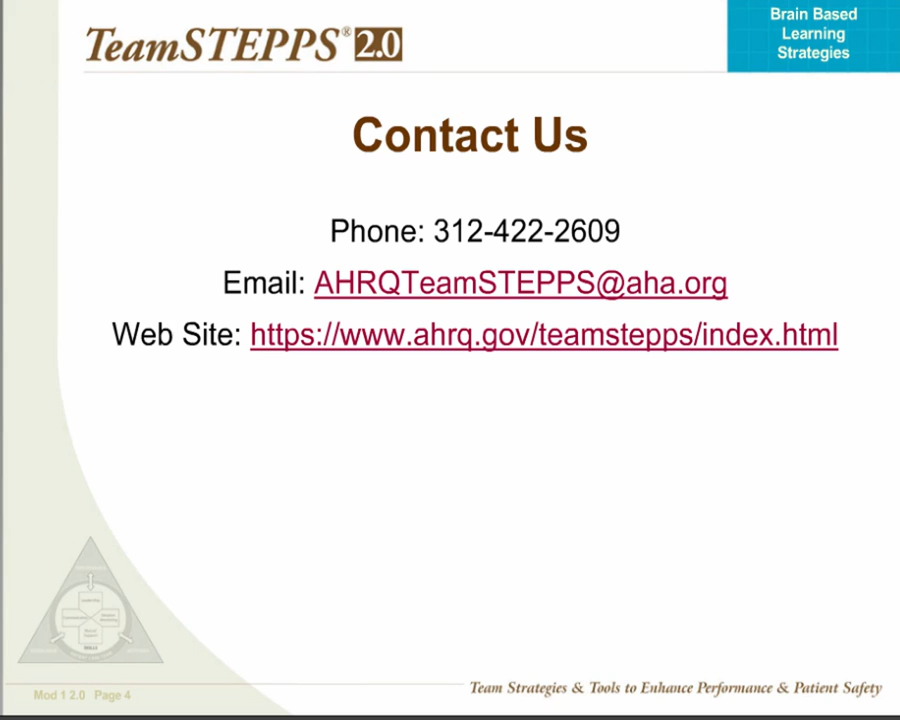 TeamSTEPPS® 2.0
Brain Based
Learning
Strategies
Contact Us
Phone: 312-422-2609
Email: AHRQTeamSTEPPS@aha.org
Web Site: https://www.ahrq.gov/teamstepps/index.html
SKILLS
Mod 1 2.0 Page 4
Team Strategies & Tools to Enhance Performance & Patient Safety